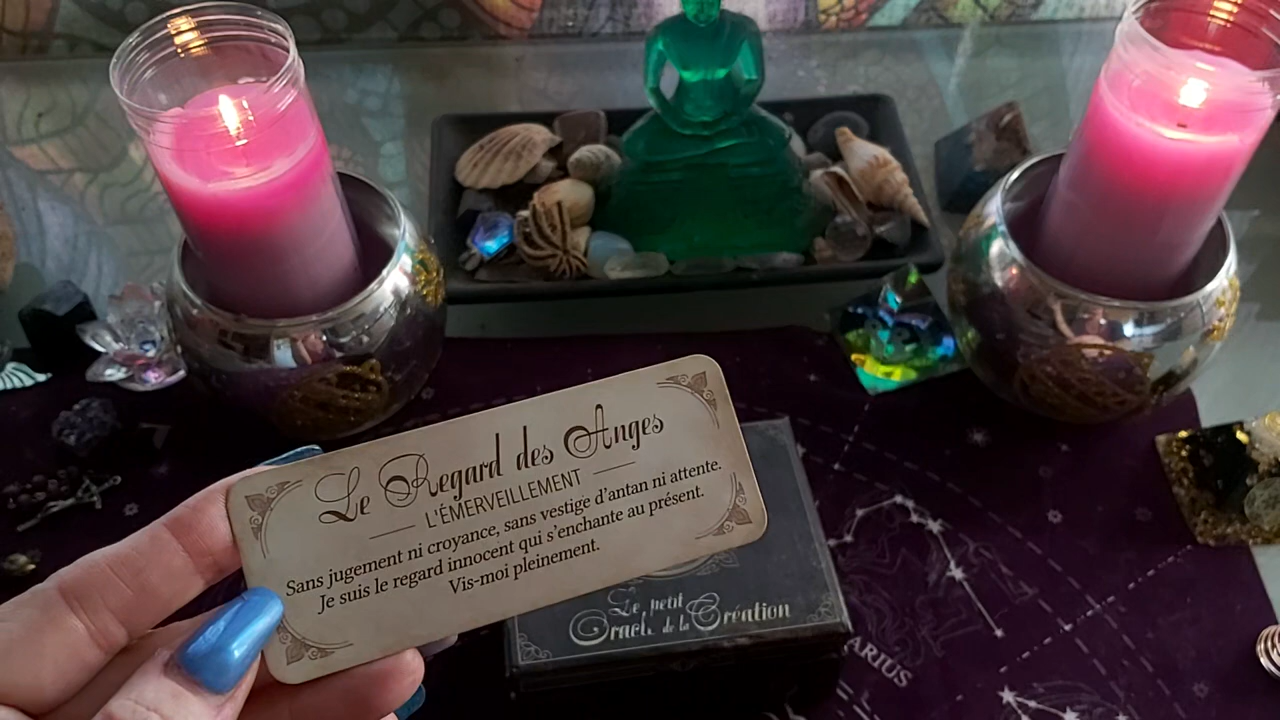 Le Regard des Anges
L'ÉMERVEILLEMENT
Sans jugement ni croyance, sans vestige d'antan ni attente.
Je suis le regard innocent qui s'enchante au présent.
Vis-moi pleinement.
Le petit
Oracle de la Création
ARIUS